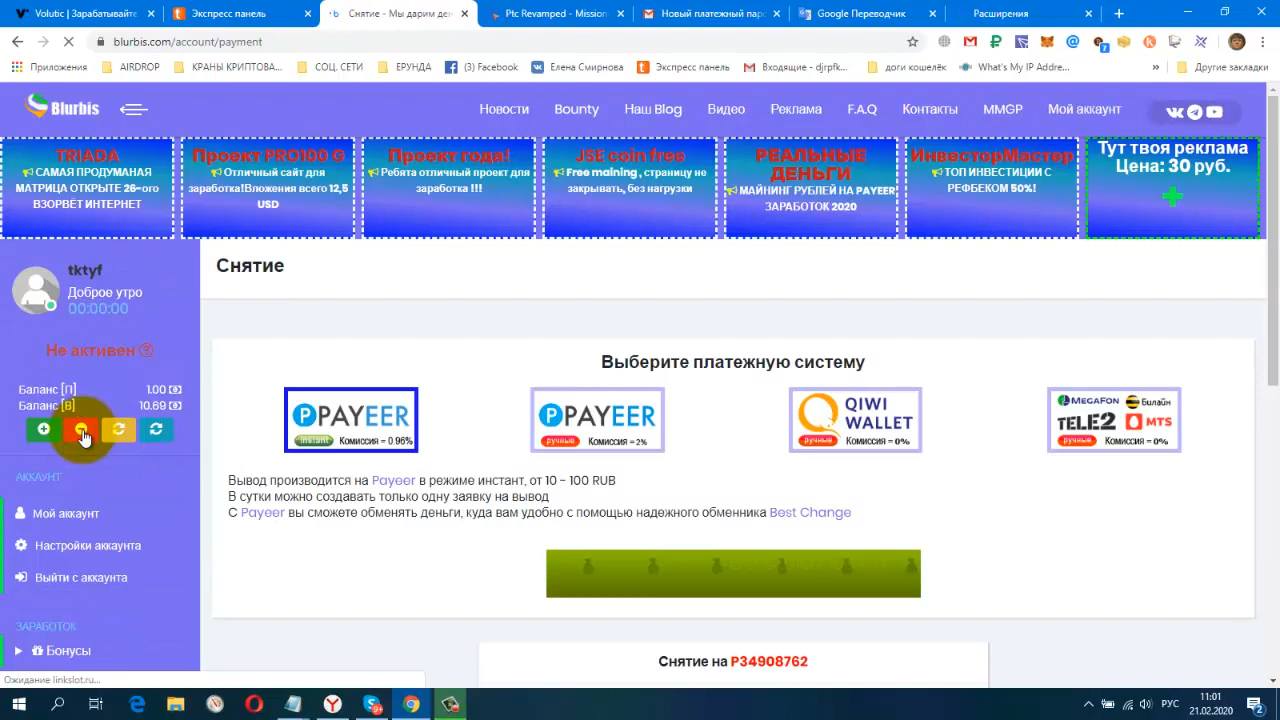 Volutic | Зарабатывайте
Экспресс панель
Снятие - Мы дарим ден
Ptc Revamped - Mission
Новый платежный паро
Google Переводчик
Расширения
blurbis.com/account/payment
Приложения
AIRDROP
КРАНЫ КРИПТОВА...
СОЦ. СЕТИ
ЕРУНДА
(3) Facebook
Елена Смирнова
Экспресс панель
Входящие - djrpfk...
доги кошелёк
What's My IP Addre...
»
Другие закладки
Blurbis
Новости
Bounty
Наш Blog
Видео
Реклама
F.A.Q
Контакты
MMGP
Мой аккаунт
TRIADA
САМАЯ ПРОДУМАНАЯ
МАТРИЦА ОТКРЫТЕ 26-ого
ВЗОРВЁТ ИНТЕРНЕТ
Проект PRO100 G
Отличный сайт для
заработка!Вложения всего 12,5
USD
Проект года!
Ребята отличный проект для
заработка !!!
JSE coin free
Free maining , страницу не
закрывать, без нагрузки
РЕАЛЬНЫЕ
ДЕНЬГИ
МАЙНИНГ РУБЛЕЙ НА PAYEER
ЗАРАБОТОК 2020
ИнвесторМастер
ТОП ИНВЕСТИЦИИ С
РЕФБЕКОМ 50%!
Тут твоя реклама
Цена: 30 руб.
tktyf
Доброе утро
00:00:00
Не активен
Баланс [П] 1.00
Баланс [В] 10.69
АККАУНТ
Мой аккаунт
Настройки аккаунта
Выйти с аккаунта
ЗАРАБОТОК
Бонусы
Снятие
Выберите платежную систему
PAYEER
instant Комиссия = 0.96%
PAYEER
ручные Комиссия = 2%
QIWI
WALLET
ручные Комиссия = 0%
MEGAFON Билайн
TELE2 МТS
ручные Комиссия = 0%
Вывод производится на Payeer в режиме инстант, от 10 - 100 RUB
В сутки можно создавать только одну заявку на вывод
С Payeer вы сможете обменять деньги, куда вам удобно с помощью надежного обменника Best Change
Снятие на P34908762
Ожидание linkslot.ru...
РУС
11:01
21.02.2020